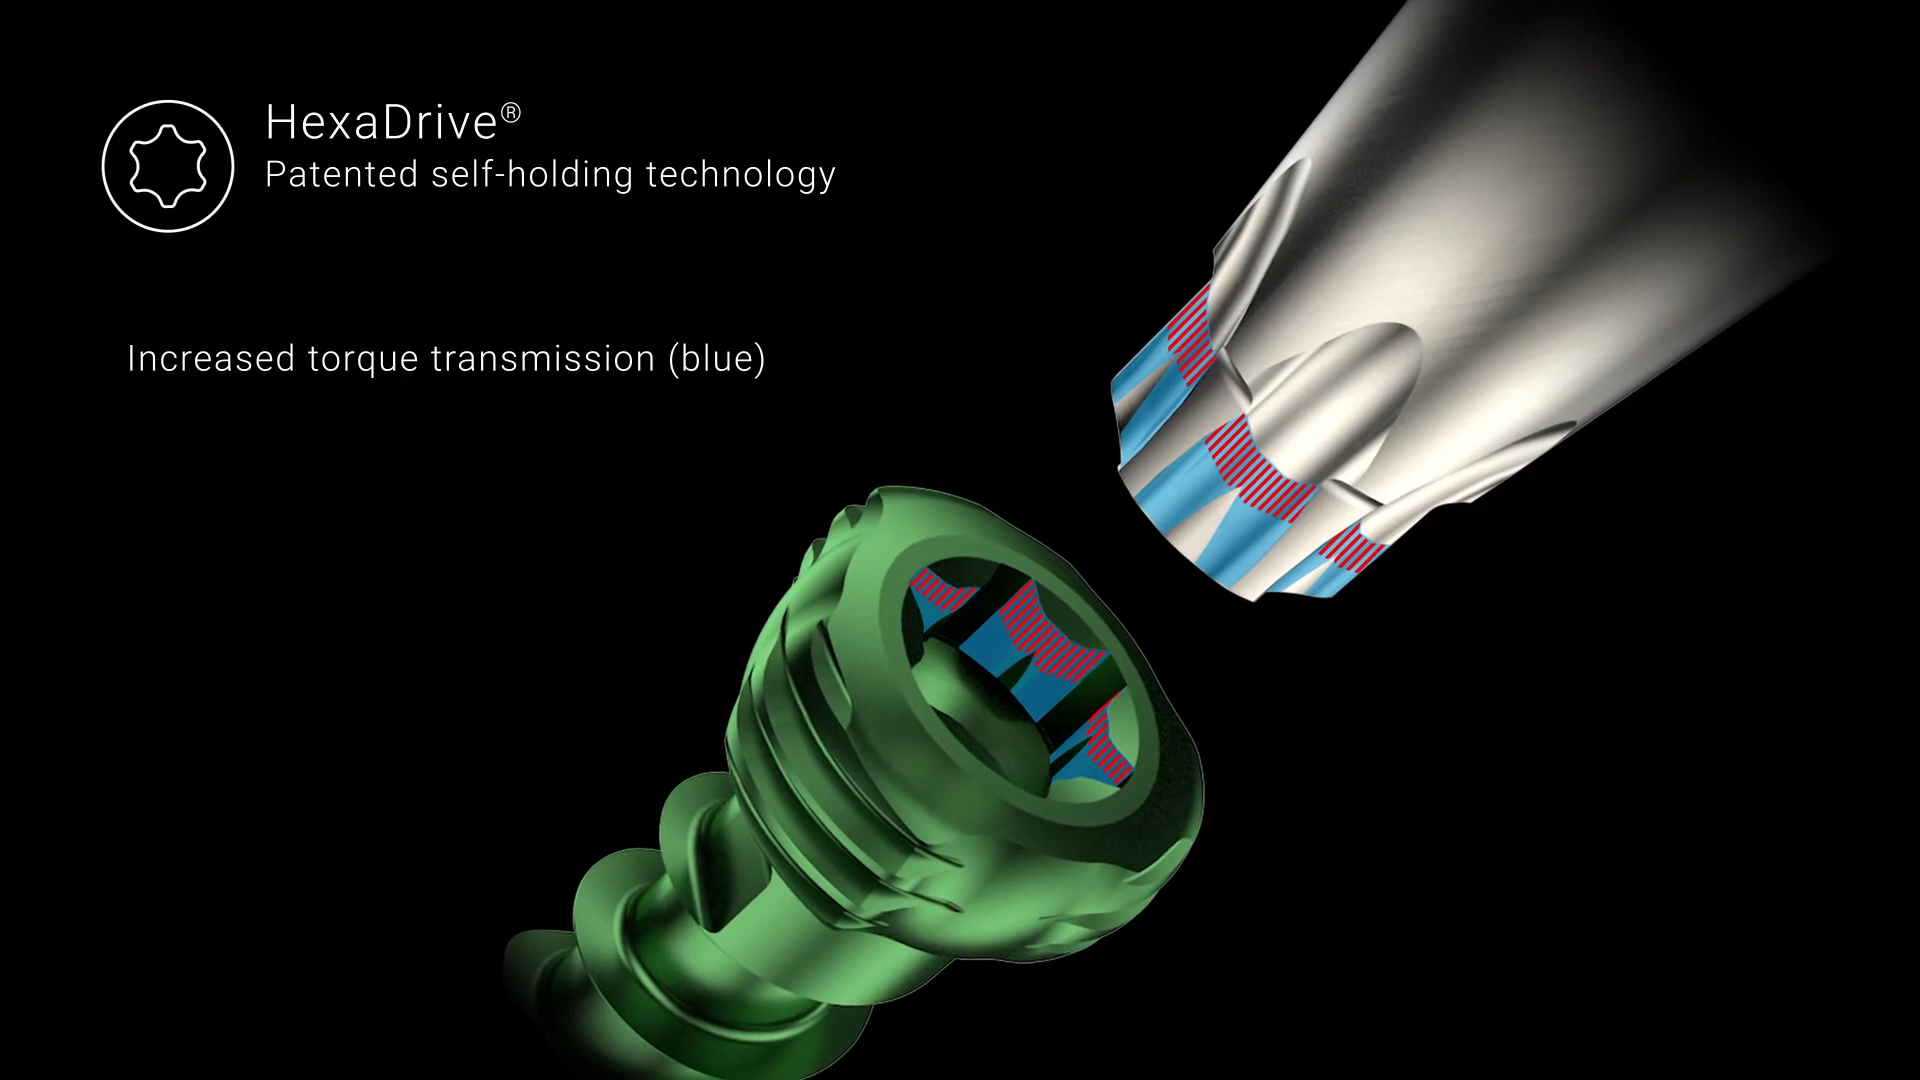 HexaDrive®
Patented self-holding technology
Increased torque transmission (blue)